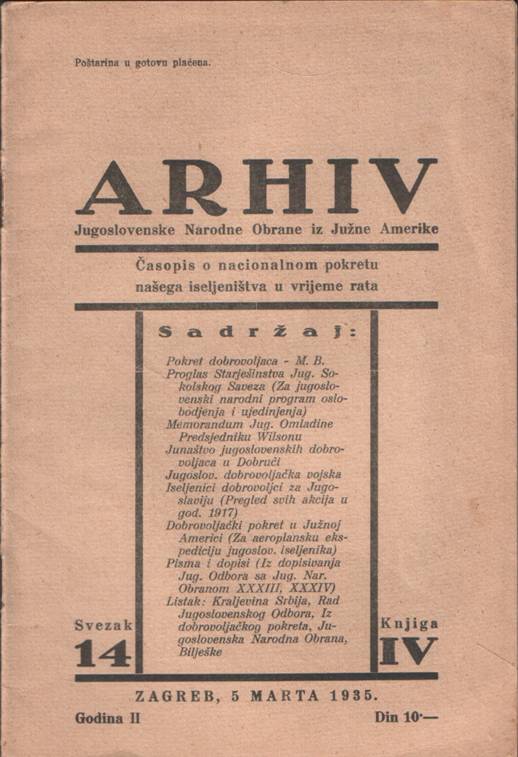 Poštarina u gotovu plaćena.
ARHIV
Jugoslovenske Narodne Obrane iz Južne Amerike
Časopis o nacionalnom pokretu
našega iseljeništva u vrijeme rata
Sadržaj:
Pokret dobrovoljaca - M. B.
Proglas Starješinstva Jug. So-
kolskog Saveza (Za jugoslo-
venski narodni program oslo-
bodjenja i ujedinjenja)
Memorandum Jug. Omladine
Predsjedniku Wilsonu
Junaštvo jugoslovenskih dobro-
voljaca u Dobruči
Jugoslov. dobrovoljačka vojska
Iseljenici dobrovoljci za Jugo-
slaviju (Pregled svih akcija u
god. 1917)
Dobrovoljački pokret u Južnoj
Americi (Za aeroplansku eks-
pediciju jugoslov. iseljenika)
Pisma i dopisi (Iz dopisivanja
Jug. Odbora sa Jug. Nar.
Obranom XXXIII, XXXIV)
Listak: Kraljevina Srbija, Rad
Jugoslovenskog Odbora, Iz
dobrovoljačkog pokreta, Ju-
goslovenska Narodna Obrana,
Bilješke
Svezak
14
Knjiga
IV
ZAGREB, 5 MARTA 1935.
Godina II
Din 10·—